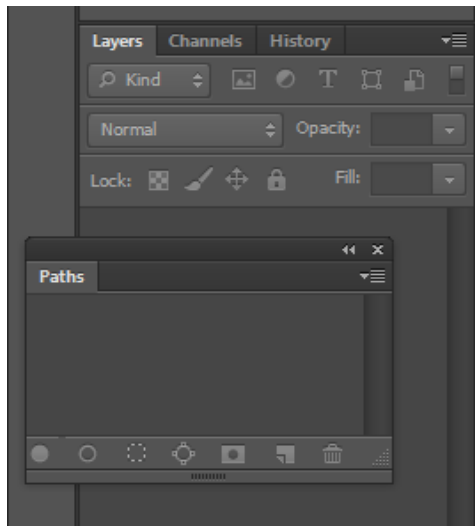 Layers Channels History
Kind
Normal Opacity:
Lock: Fill:
Paths